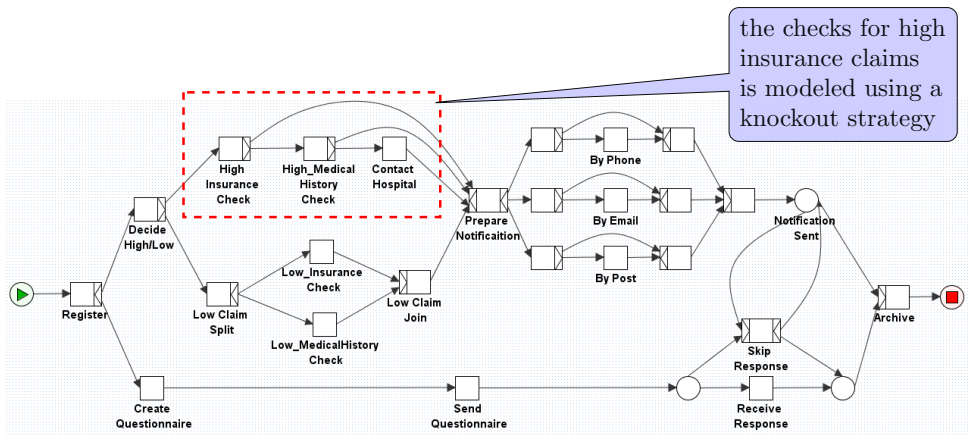 the checks for high
insurance claims
is modeled using a
knockout strategy
High
Insurance
Check
High_Medical
History
Check
Contact
Hospital
By Phone
Decide
High/Low
Prepare
Notificaition
By Email
Notification
Sent
Low_Insurance
Check
By Post
Register
Low Claim
Split
Low Claim
Join
Low_MedicalHistory
Check
Archive
Skip
Response
Create
Questionnaire
Send
Questionnaire
Receive
Response